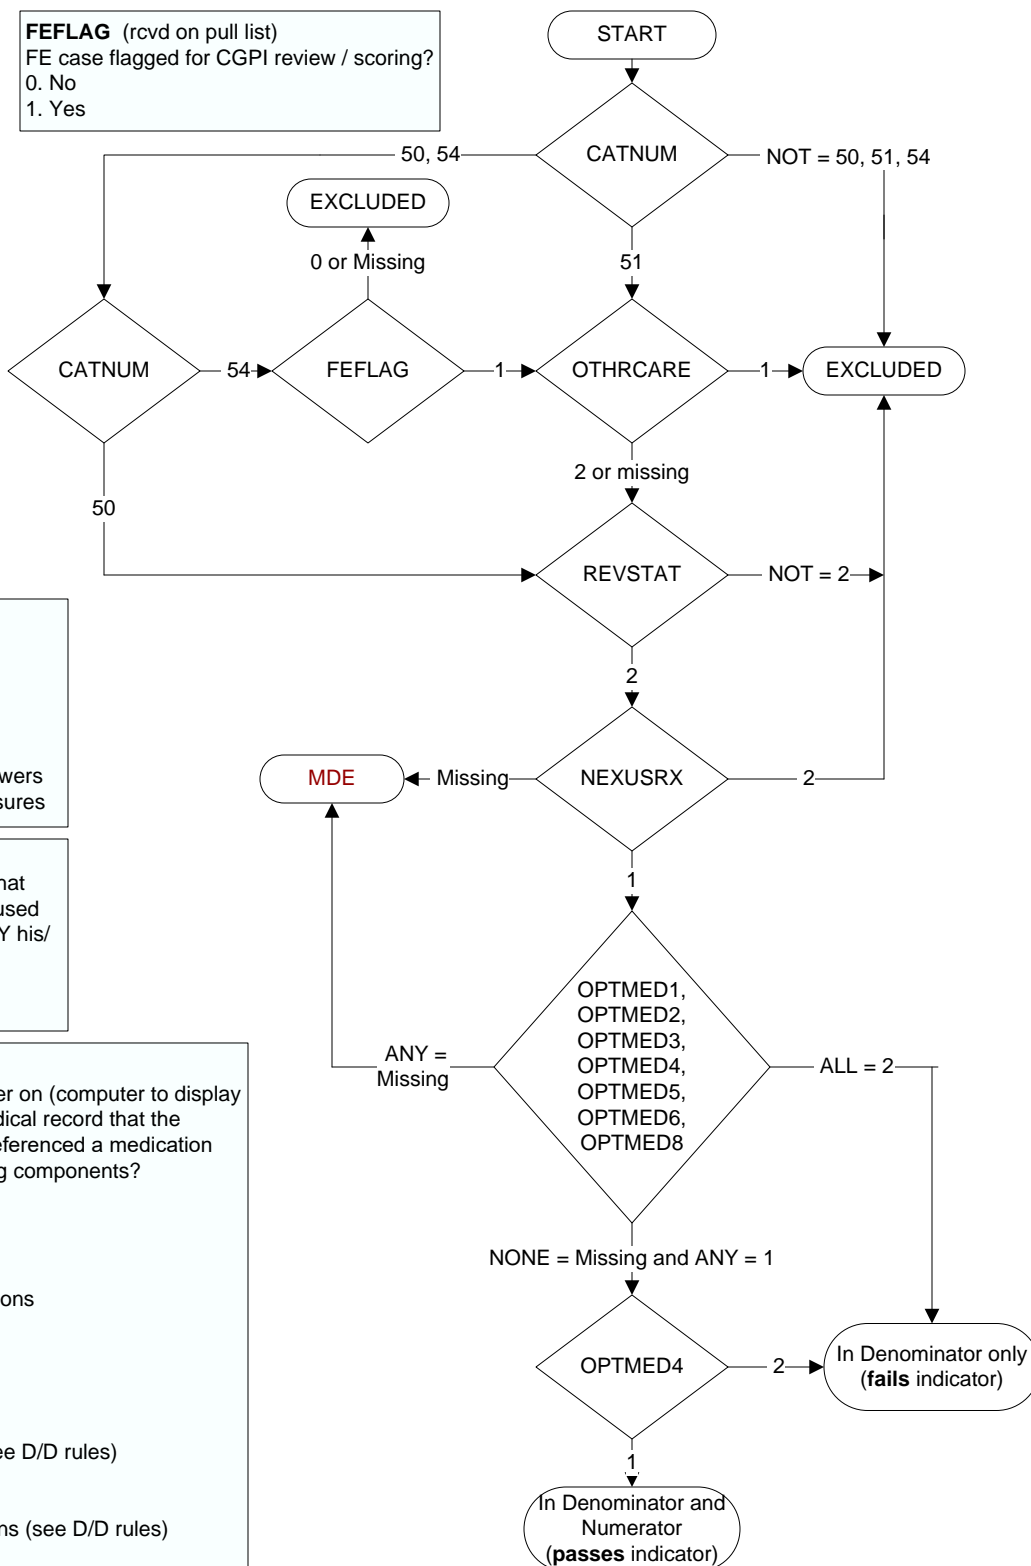 FEFLAG (rcvd on pull list)
FE case flagged for CGPI review / scoring?
0. No
1. Yes
START
CATNUM
50, 54
NOT = 50, 51, 54
EXCLUDED
0 or Missing
51
CATNUM
54
FEFLAG
1
OTHRCARE
1
EXCLUDED
2 or missing
50
REVSTAT
NOT = 2
2
wers
sures
MDE
Missing
NEXUSRX
2
1
hat
used
Y his/
OPTMED1,
OPTMED2,
OPTMED3,
OPTMED4,
OPTMED5,
OPTMED6,
OPTMED8
ANY =
Missing
ALL = 2
er on (computer to display
dical record that the
eferenced a medication
g components?
ons
ee D/D rules)
ns (see D/D rules)
NONE = Missing and ANY = 1
OPTMED4
2
In Denominator only
(fails indicator)
1
In Denominator and
Numerator
(passes indicator)